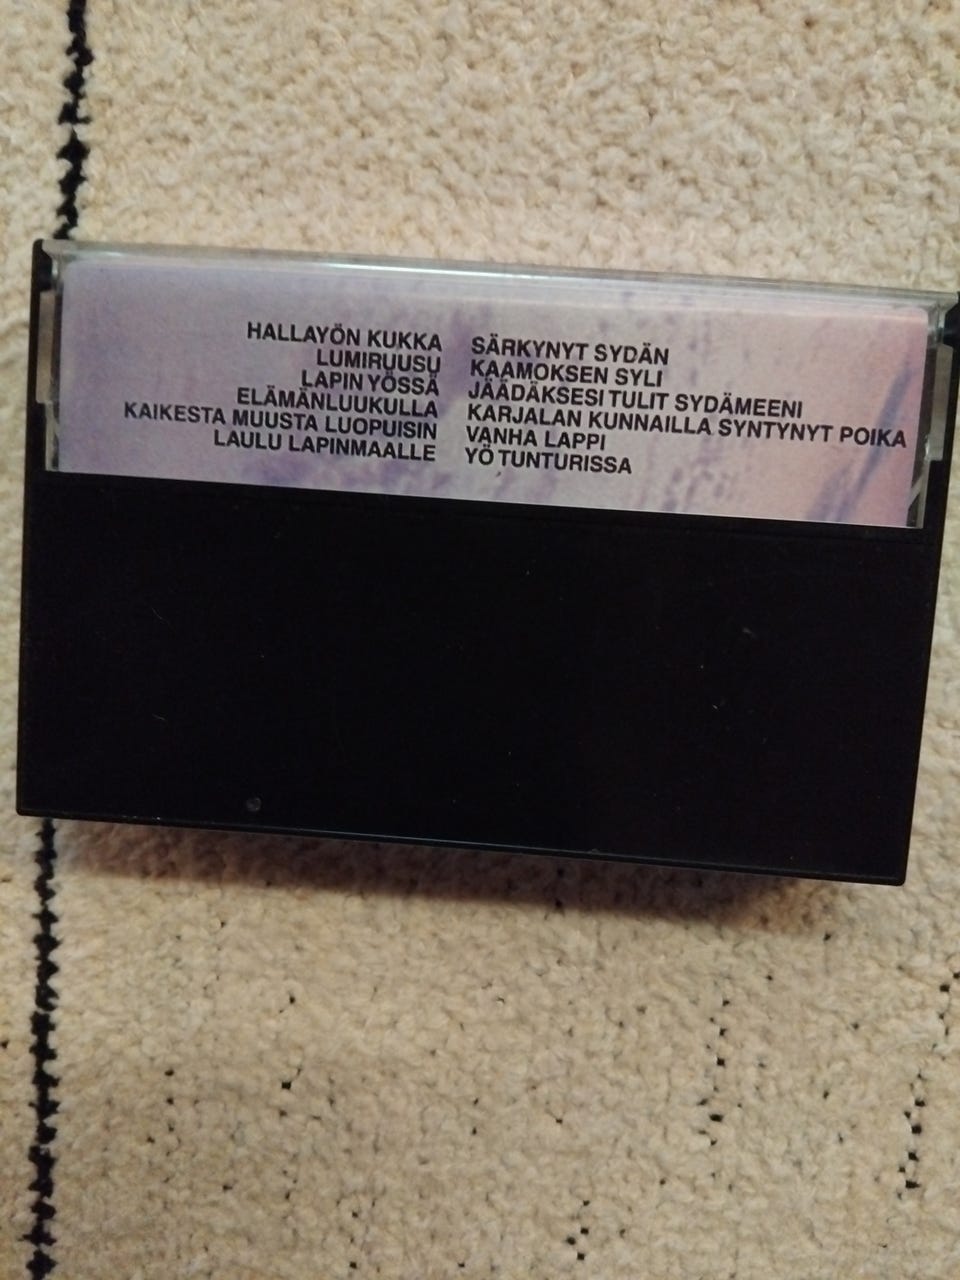 HALLAYÖN KUKKA
LUMIRUUSU
LAPIN YÖSSÄ
ELÄMÄNLUUKULLA
KAIKESTA MUUSTA LUOPUISIN
LAULU LAPINMAALLE
SÄRKYNYT SYDÄN
KAAMOKSEN SYLI
JÄÄDÄKSESI TULIT SYDÄMEENI
KARJALAN KUNNAILLA SYNTYNYT POIKA
VANHA LAPPI
YÖ TUNTURISSA